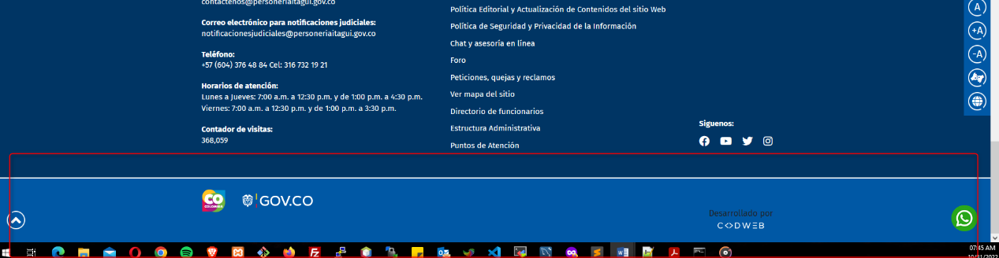 contactenos@personeriaitagui.gov.co
Correo electrónico para notificaciones judiciales:
notificacionesjudiciales@personeriaitagui.gov.co
Teléfono:
+57 (604) 376 48 84 Cel: 316 732 19 21
Horarios de atención:
Lunes a Jueves: 7:00 a.m. a 12:30 p.m. y de 1:00 p.m. a 4:30 p.m.
Viernes: 7:00 a.m. a 12:30 p.m. y de 1:00 p.m. a 3:30 p.m.
Contador de visitas:
368,059
Política Editorial y Actualización de Contenidos del sitio Web
Política de Seguridad y Privacidad de la Información
Chat y asesoría en línea
Foro
Peticiones, quejas y reclamos
Ver mapa del sitio
Directorio de funcionarios
Estructura Administrativa
Puntos de Atención
Siguenos:
A
+A
-A
CO
COLOMBIA
GOV.CO
Desarrollado por
C<>DWEB
07:45 AM
10/31/2022